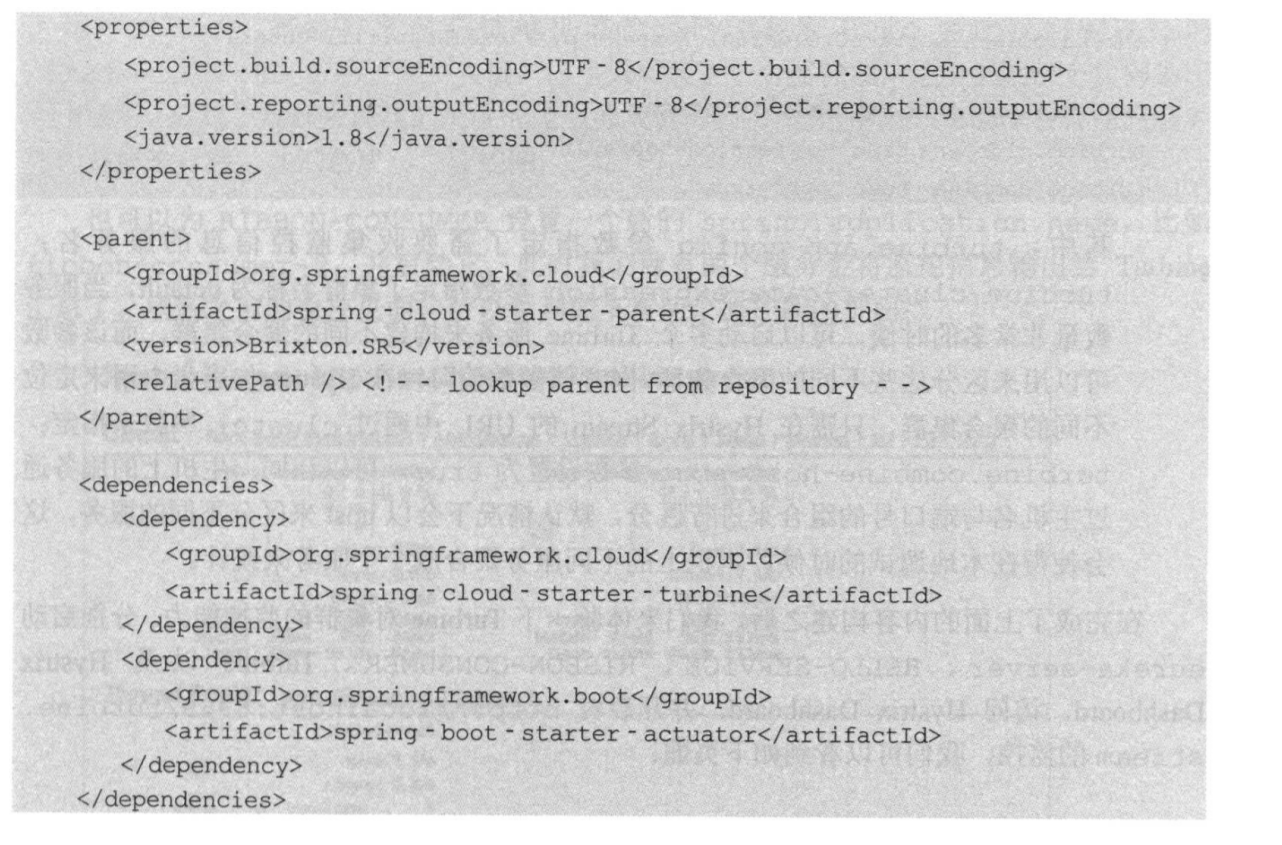 <properties>
<project.build.sourceEncoding>UTF - 8</project.build.sourceEncoding>
<project.reporting.outputEncoding>UTF - 8</project.reporting.outputEncoding>
<java.version>1.8</java.version>
</properties>
<parent>
<groupId>org.springframework.cloud</groupId>
<artifactId>spring - cloud - starter - parent</artifactId>
<version>Brixton.SR5</version>
<relativePath /> <! - - lookup parent from repository - ->
</parent>
<dependencies>
<dependency>
<groupId>org.springframework.cloud</groupId>
<artifactId>spring - cloud - starter - turbine</artifactId>
</dependency>
<dependency>
<groupId>org.springframework.boot</groupId>
<artifactId>spring - boot - starter - actuator</artifactId>
</dependency>
</dependencies>